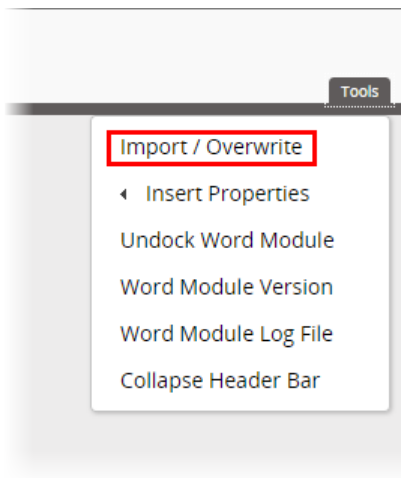 Tools
Import / Overwrite
Insert Properties
Undock Word Module
Word Module Version
Word Module Log File
Collapse Header Bar